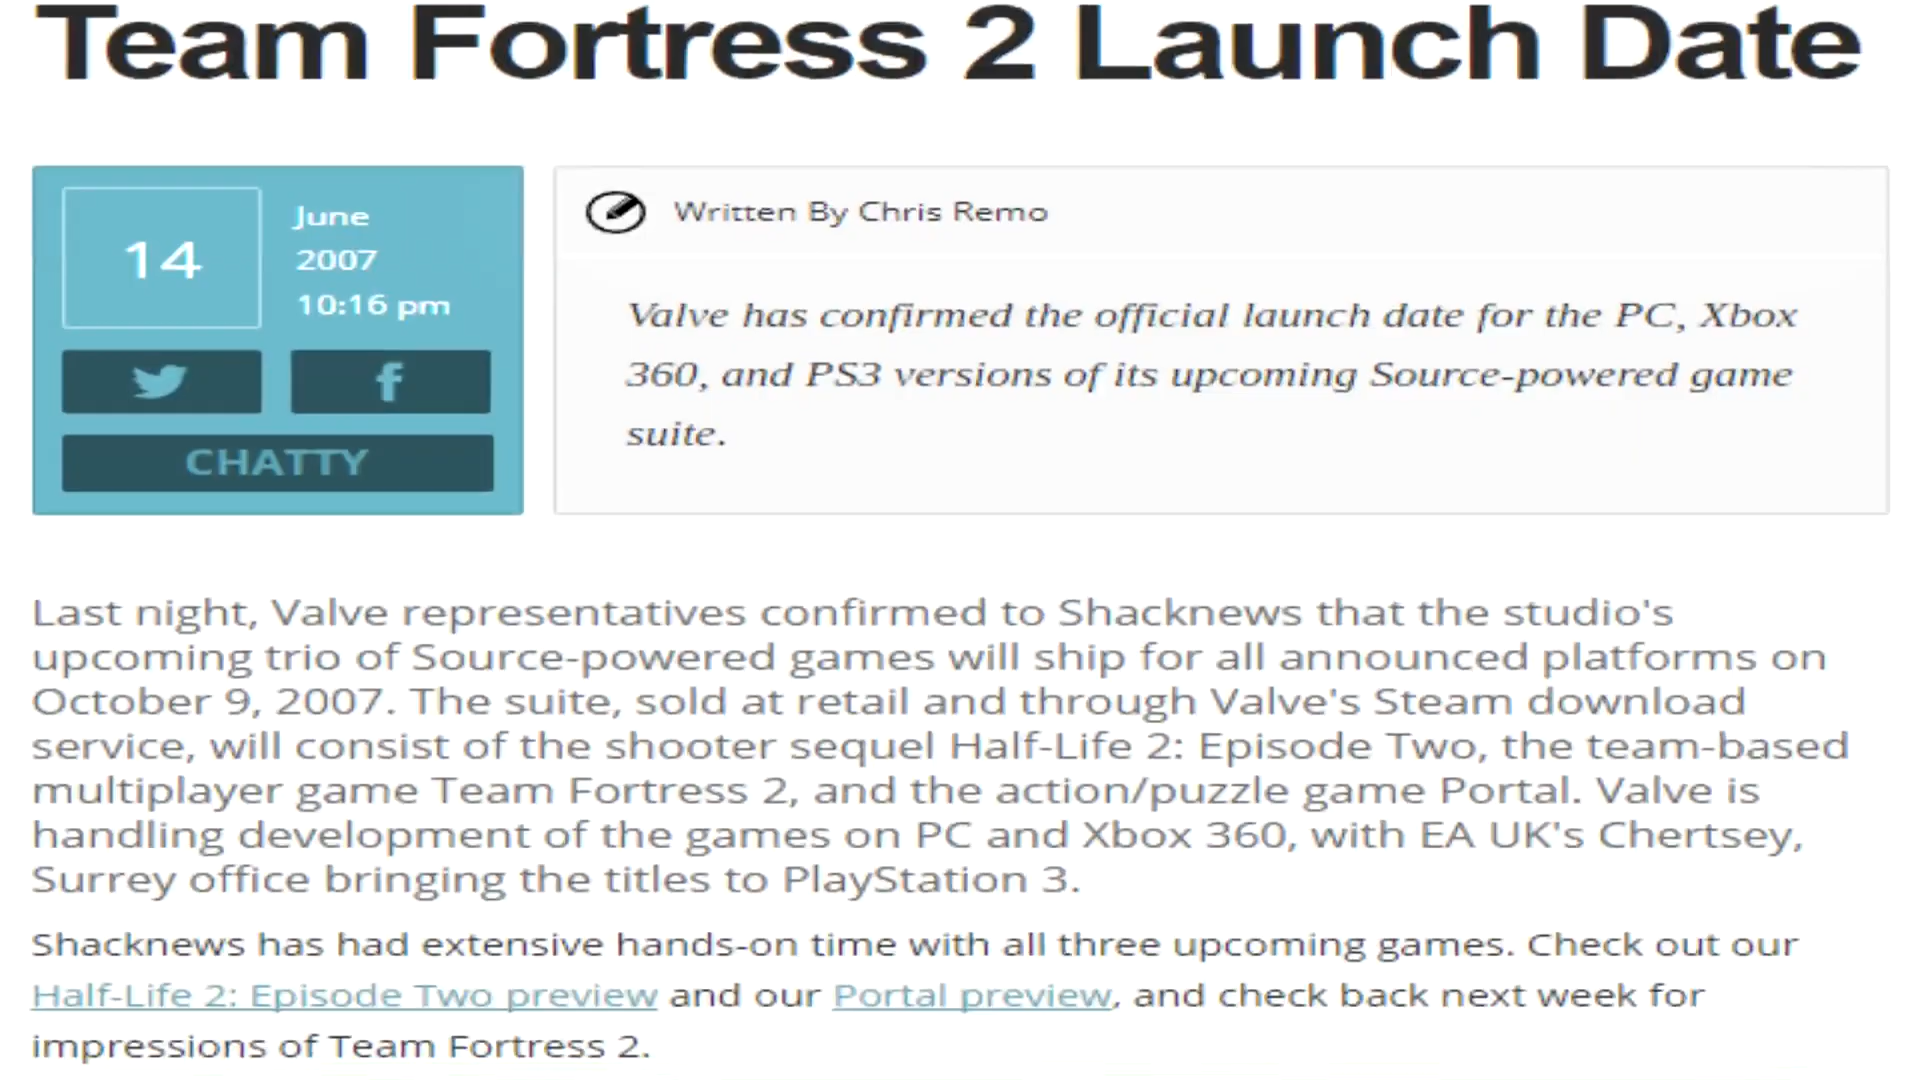 Team Fortress 2 Launch Date
14
June
2007
10:16 pm
CHATTY
Written By Chris Remo
Valve has confirmed the official launch date for the PC, Xbox
360, and PS3 versions of its upcoming Source-powered game
suite.
Last night, Valve representatives confirmed to Shacknews that the studio's
upcoming trio of Source-powered games will ship for all announced platforms on
October 9, 2007. The suite, sold at retail and through Valve's Steam download
service, will consist of the shooter sequel Half-Life 2: Episode Two, the team-based
multiplayer game Team Fortress 2, and the action/puzzle game Portal. Valve is
handling development of the games on PC and Xbox 360, with EA UK's Chertsey,
Surrey office bringing the titles to PlayStation 3.
Shacknews has had extensive hands-on time with all three upcoming games. Check out our
Half-Life 2: Episode Two preview and our Portal preview, and check back next week for
impressions of Team Fortress 2.